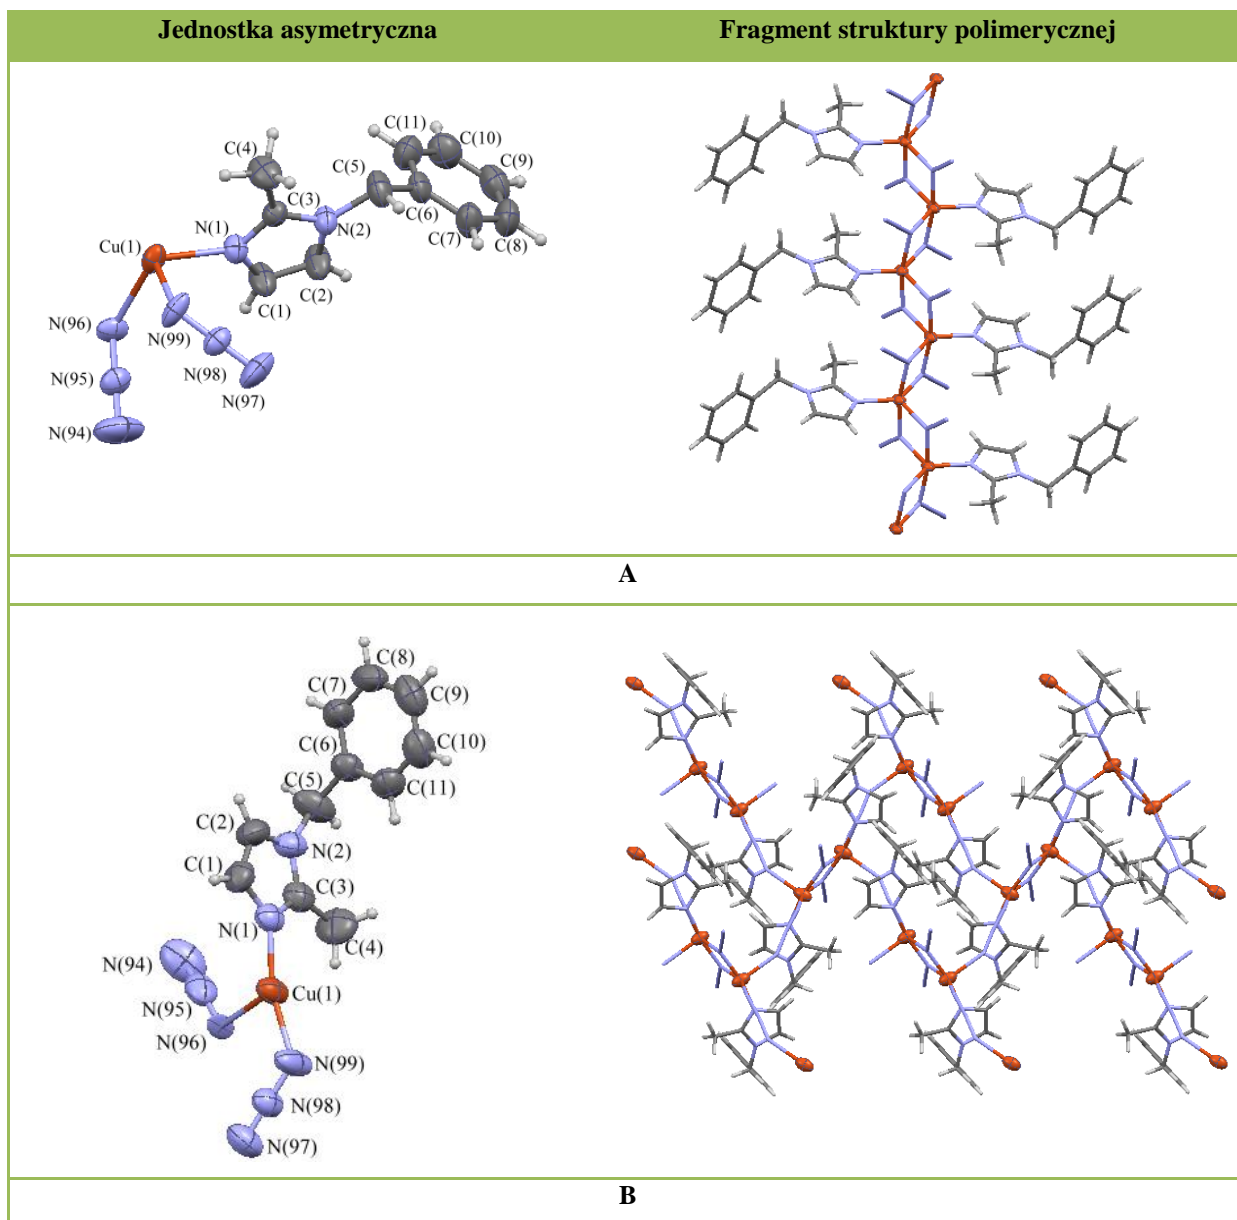 Jednostka asymetryczna Fragment struktury polimerycznej
C(11)
C(10)
C(4)
C(5)
C(9)
C(3)
N(1)
N(2)
C(6)
Cu(1)
C(7)
C(8)
C(2)
C(1)
N(96)
N(99)
N(95)
N(98)
N(97)
N(94)
A
C(8)
C(7)
C(9)
C(6)
C(10)
C(5)
C(11)
C(2)
N(2)
C(1)
C(3)
N(1)
C(4)
N(94)
Cu(1)
N(95)
N(96)
N(99)
N(98)
N(97)
B